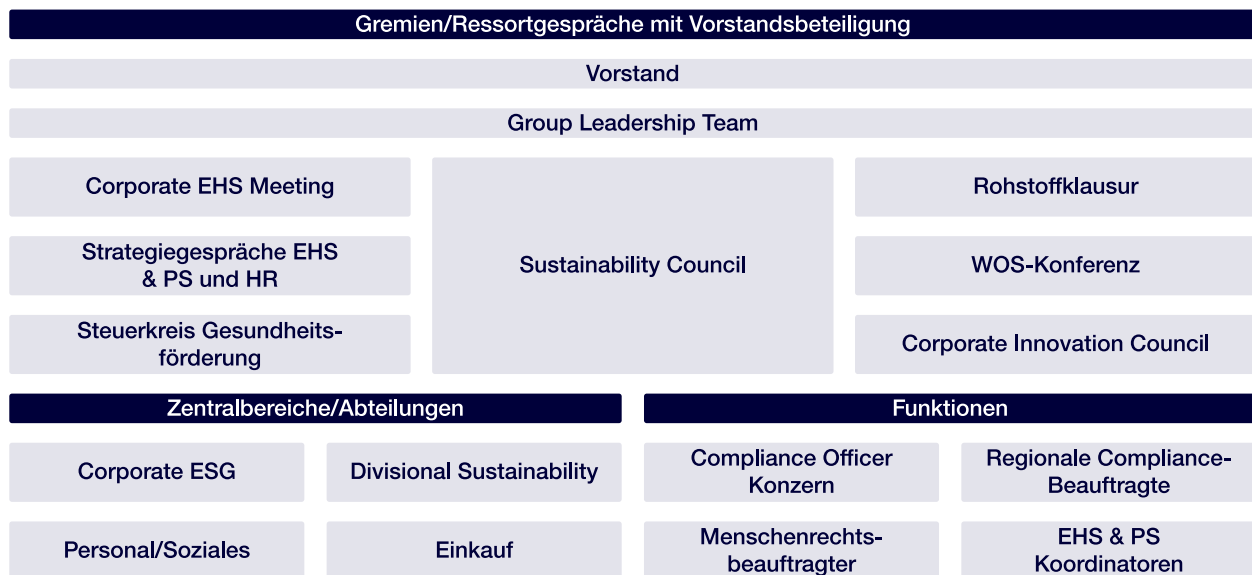 Gremien/Ressortgespräche mit Vorstandsbeteiligung
Vorstand
Group Leadership Team
Corporate EHS Meeting
Strategiegespräche EHS
& PS und HR
Steuerkreis Gesundheits-
förderung
Sustainability Council
Rohstoffklausur
WOS-Konferenz
Corporate Innovation Council
Zentralbereiche/Abteilungen
Corporate ESG
Divisional Sustainability
Personal/Soziales
Einkauf
Funktionen
Compliance Officer
Konzern
Regionale Compliance-
Beauftragte
Menschenrechts-
beauftragter
EHS & PS
Koordinatoren